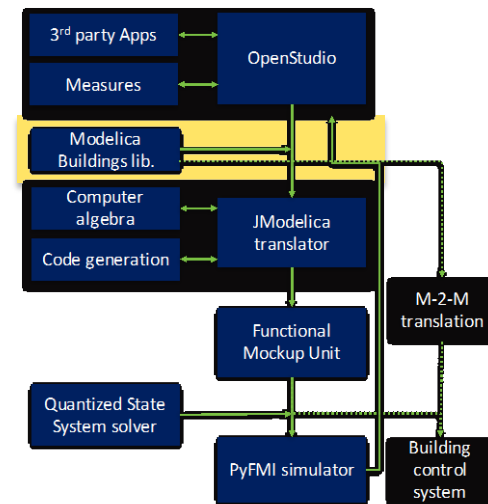 3rd party Apps
OpenStudio
Measures
Modelica
Buildings lib.
Computer
algebra
JModelica
translator
Code generation
M-2-M
translation
Functional
Mockup Unit
Quantized State
System solver
PyFMI simulator
Building
control
system